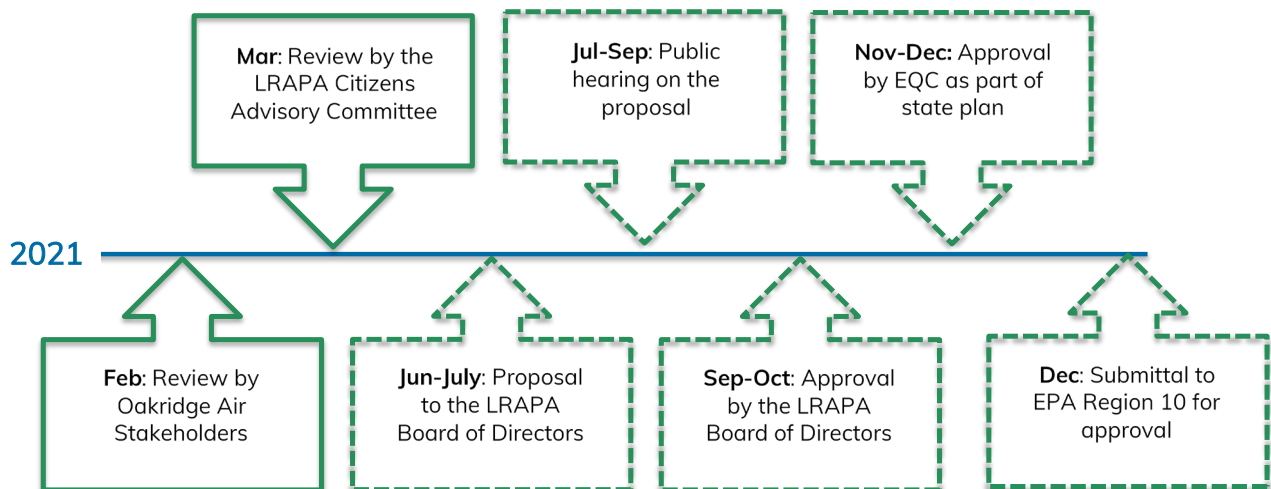 Mar: Review by the
LRAPA Citizens
Advisory Committee
Jul-Sep: Public
hearing on the
proposal
Nov-Dec: Approval
by EQC as part of
state plan
2021
Feb: Review by
Oakridge Air
Stakeholders
Jun-July: Proposal
to the LRAPA
Board of Directors
Sep-Oct: Approval
by the LRAPA
Board of Directors
Dec: Submittal to
EPA Region 10 for
approval